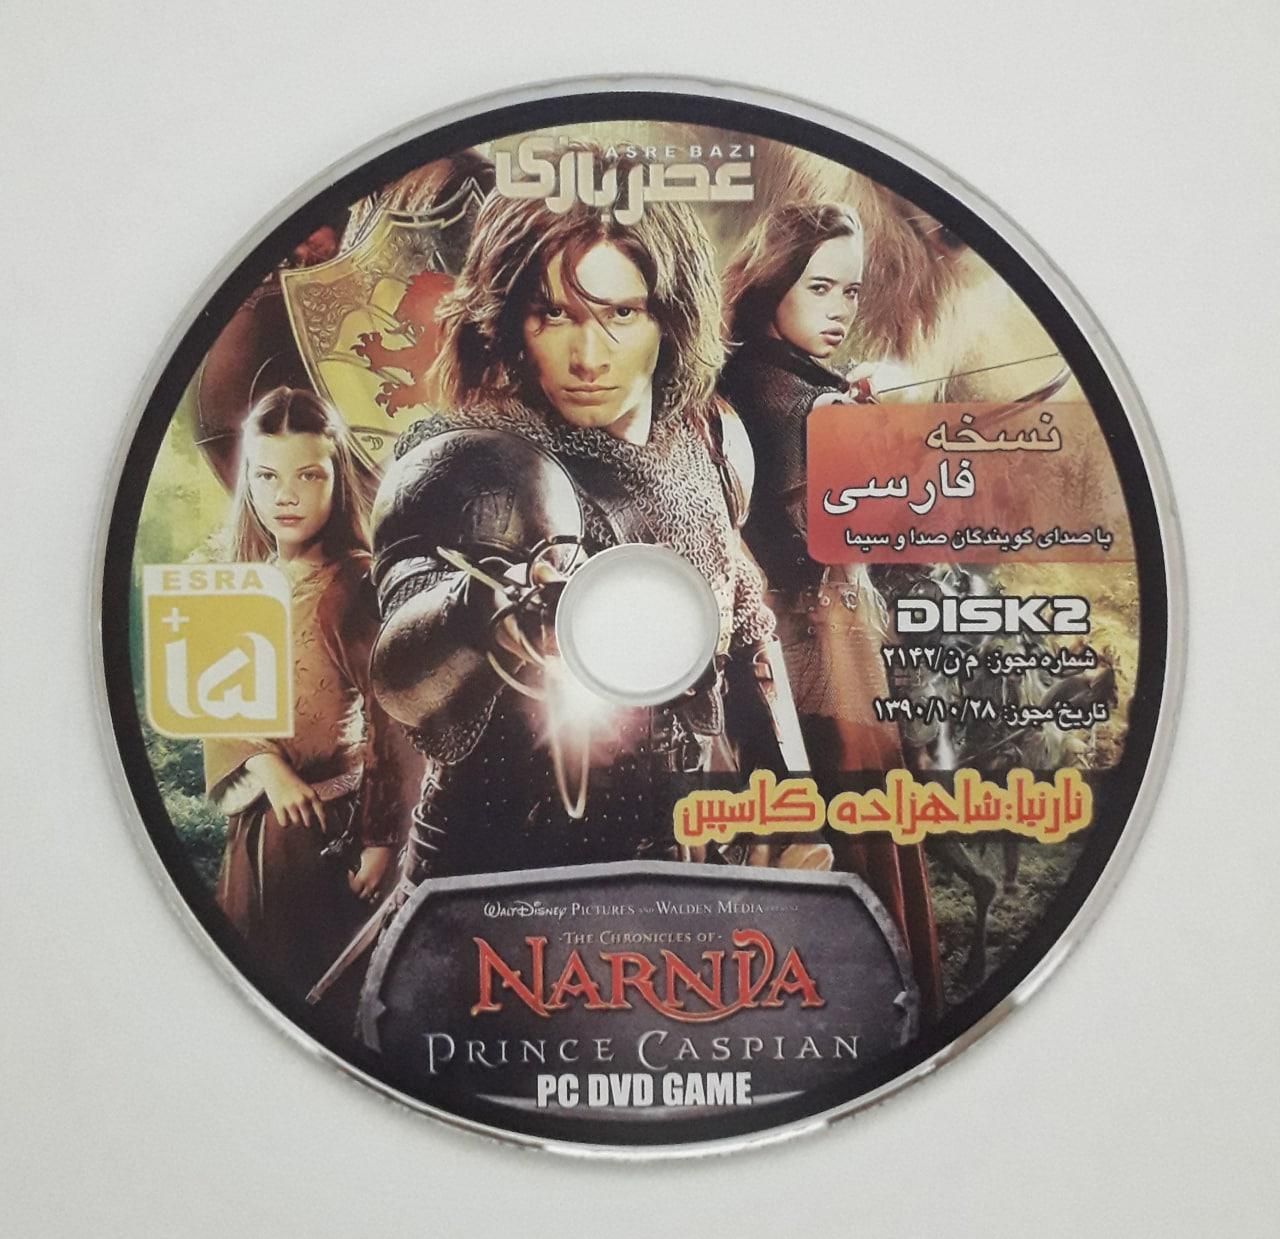 ASRE BAZI
عصر بازی
نسخه
فارسی
با صدای گویندگان صدا و سیما
ESRA
+۱۵
DISK2
شماره مجوز: م ن/۲۱۴۲
تاریخ مجوز: ۱۳۹۰/۱۰/۲۸
نارنیا:شاهزاده کاسپین
WALT DISNEY PICTURES AND WALDEN MEDIA PRESENT
·THE CHRONICLES OF·
NARNIA
PRINCE CASPIAN
PC DVD GAME